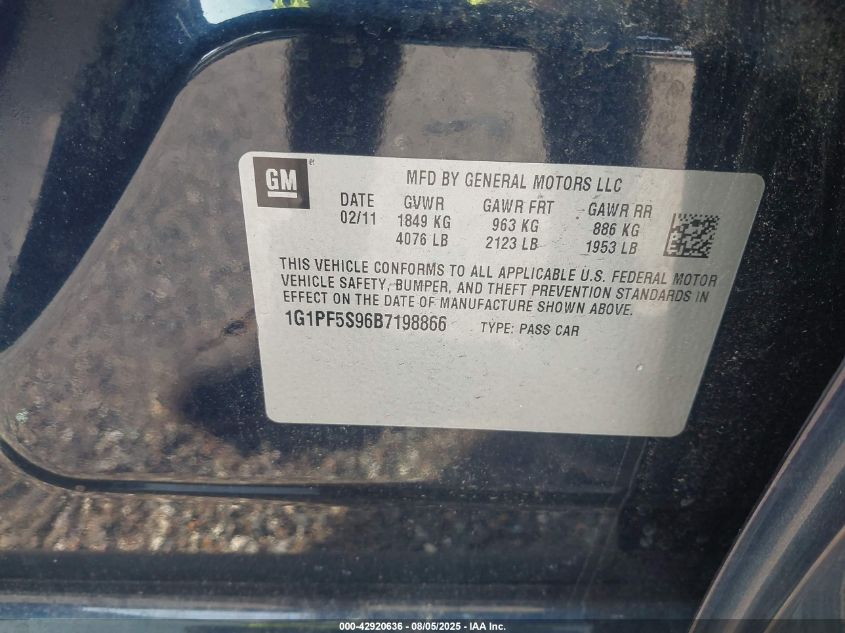 GM
MFD BY GENERAL MOTORS LLC
DATE GVWR GAWR FRT GAWR RR
02/11 1849 KG 963 KG 886 KG
4076 LB 2123 LB 1953 LB
THIS VEHICLE CONFORMS TO ALL APPLICABLE U.S. FEDERAL MOTOR
VEHICLE SAFETY, BUMPER, AND THEFT PREVENTION STANDARDS IN
EFFECT ON THE DATE OF MANUFACTURE SHOWN ABOVE.
1G1PF5S96B7198866 TYPE: PASS CAR
000-42920636 - 08/05/2025 - IAA Inc.